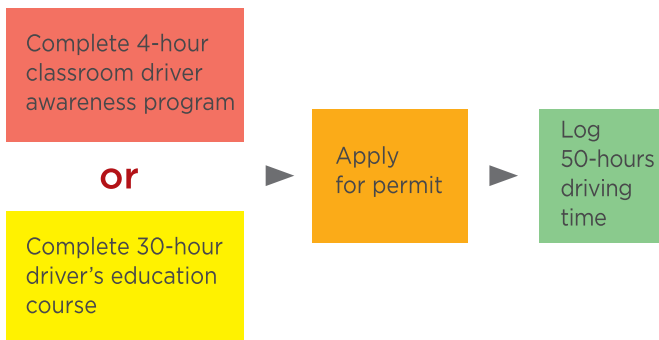 Complete 4-hour
classroom driver
awareness program
or
Complete 30-hour
driver’s education
course
Apply
for permit
Log
50-hours
driving
time